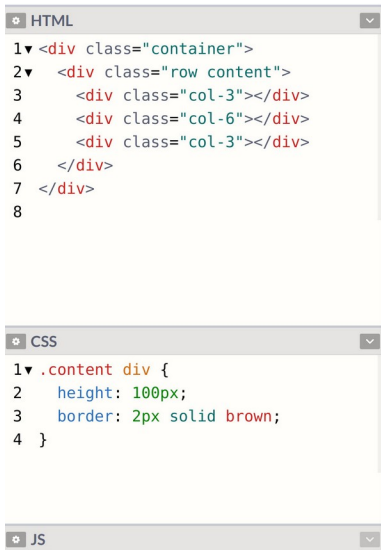 HTML
1 <div class="container">
2   <div class="row content">
3     <div class="col-3"></div>
4     <div class="col-6"></div>
5     <div class="col-3"></div>
6   </div>
7 </div>
8
CSS
1 .content div {
2   height: 100px;
3   border: 2px solid brown;
4 }
JS